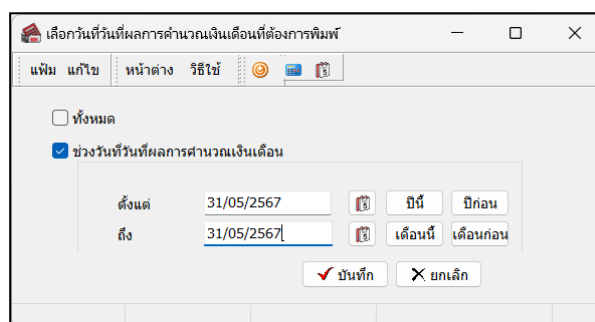 เลือกวันที่วันที่ผลการคำนวณเงินเดือนที่ต้องการพิมพ์
แฟ้ม แก้ไข หน้าต่าง วิธีใช้
ทั้งหมด
ช่วงวันที่วันที่ผลการคำนวณเงินเดือน
ตั้งแต่ 31/05/2567 ปีนี้ ปีก่อน
ถึง 31/05/2567 เดือนนี้ เดือนก่อน
บันทึก ยกเลิก